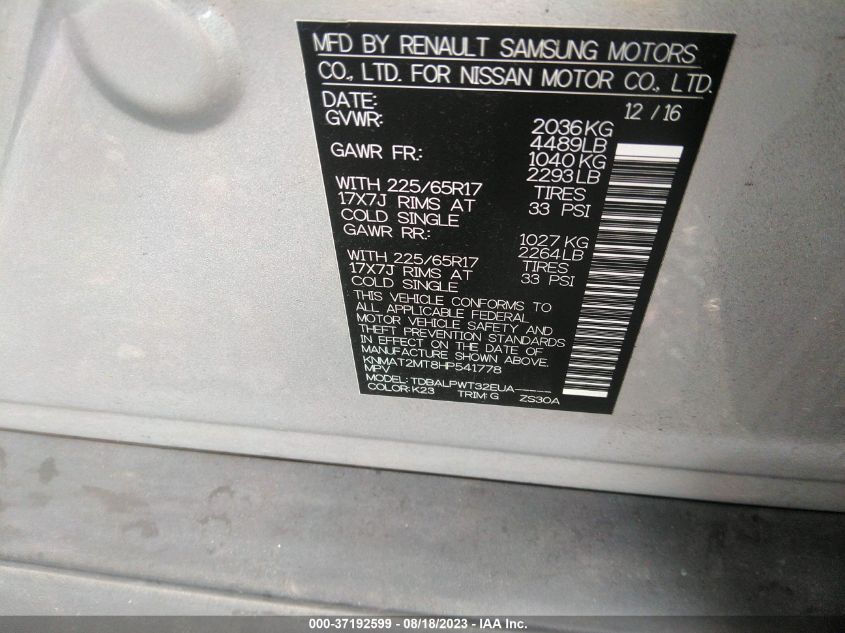 MFD BY RENAULT SAMSUNG MOTORS
CO., LTD. FOR NISSAN MOTOR CO., LTD.
DATE: 12/16
GVWR: 2036KG
4489LB
GAWR FR.: 1040KG
2293LB
WITH 225/65R17 TIRES
17X7J RIMS AT 33 PSI
COLD SINGLE
GAWR RR.: 1027KG
2264LB
WITH 225/65R17 TIRES
17X7J RIMS AT 33 PSI
COLD SINGLE
THIS VEHICLE CONFORMS TO
ALL APPLICABLE FEDERAL
MOTOR VEHICLE SAFETY AND
THEFT PREVENTION STANDARDS
IN EFFECT ON THE DATE OF
MANUFACTURE SHOWN ABOVE.
KNMAT2MT8HP541778
MPV
MODEL: TDBALPWT32EUA-----
COLOR: K23 TRIM: G ZS30A
000-37192599 - 08/18/2023 - IAA Inc.